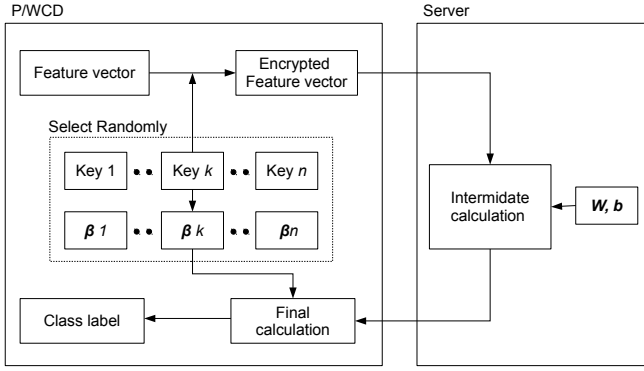 P/WCD
Server
Feature vector
Encrypted
Feature vector
Select Randomly
Key 1
Key k
Key n
β 1
β k
βn
Intermidate
calculation
W, b
Class label
Final
calculation